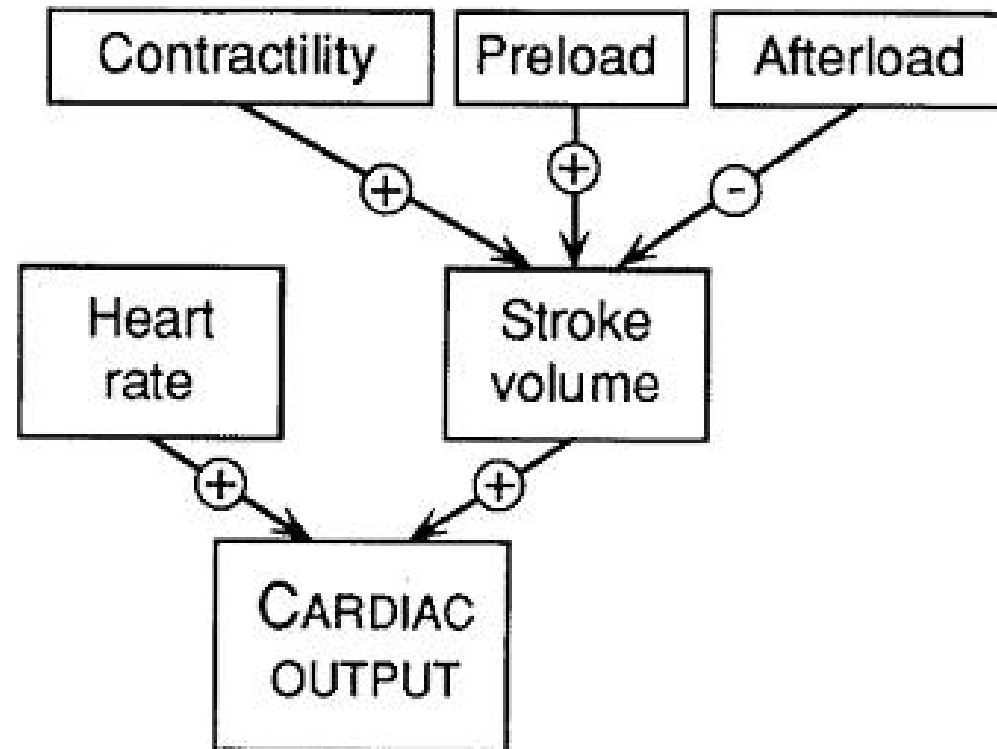 Contractility
Preload
Afterload
+
+
-
Heart
rate
Stroke
volume
+
+
CARDIAC
OUTPUT